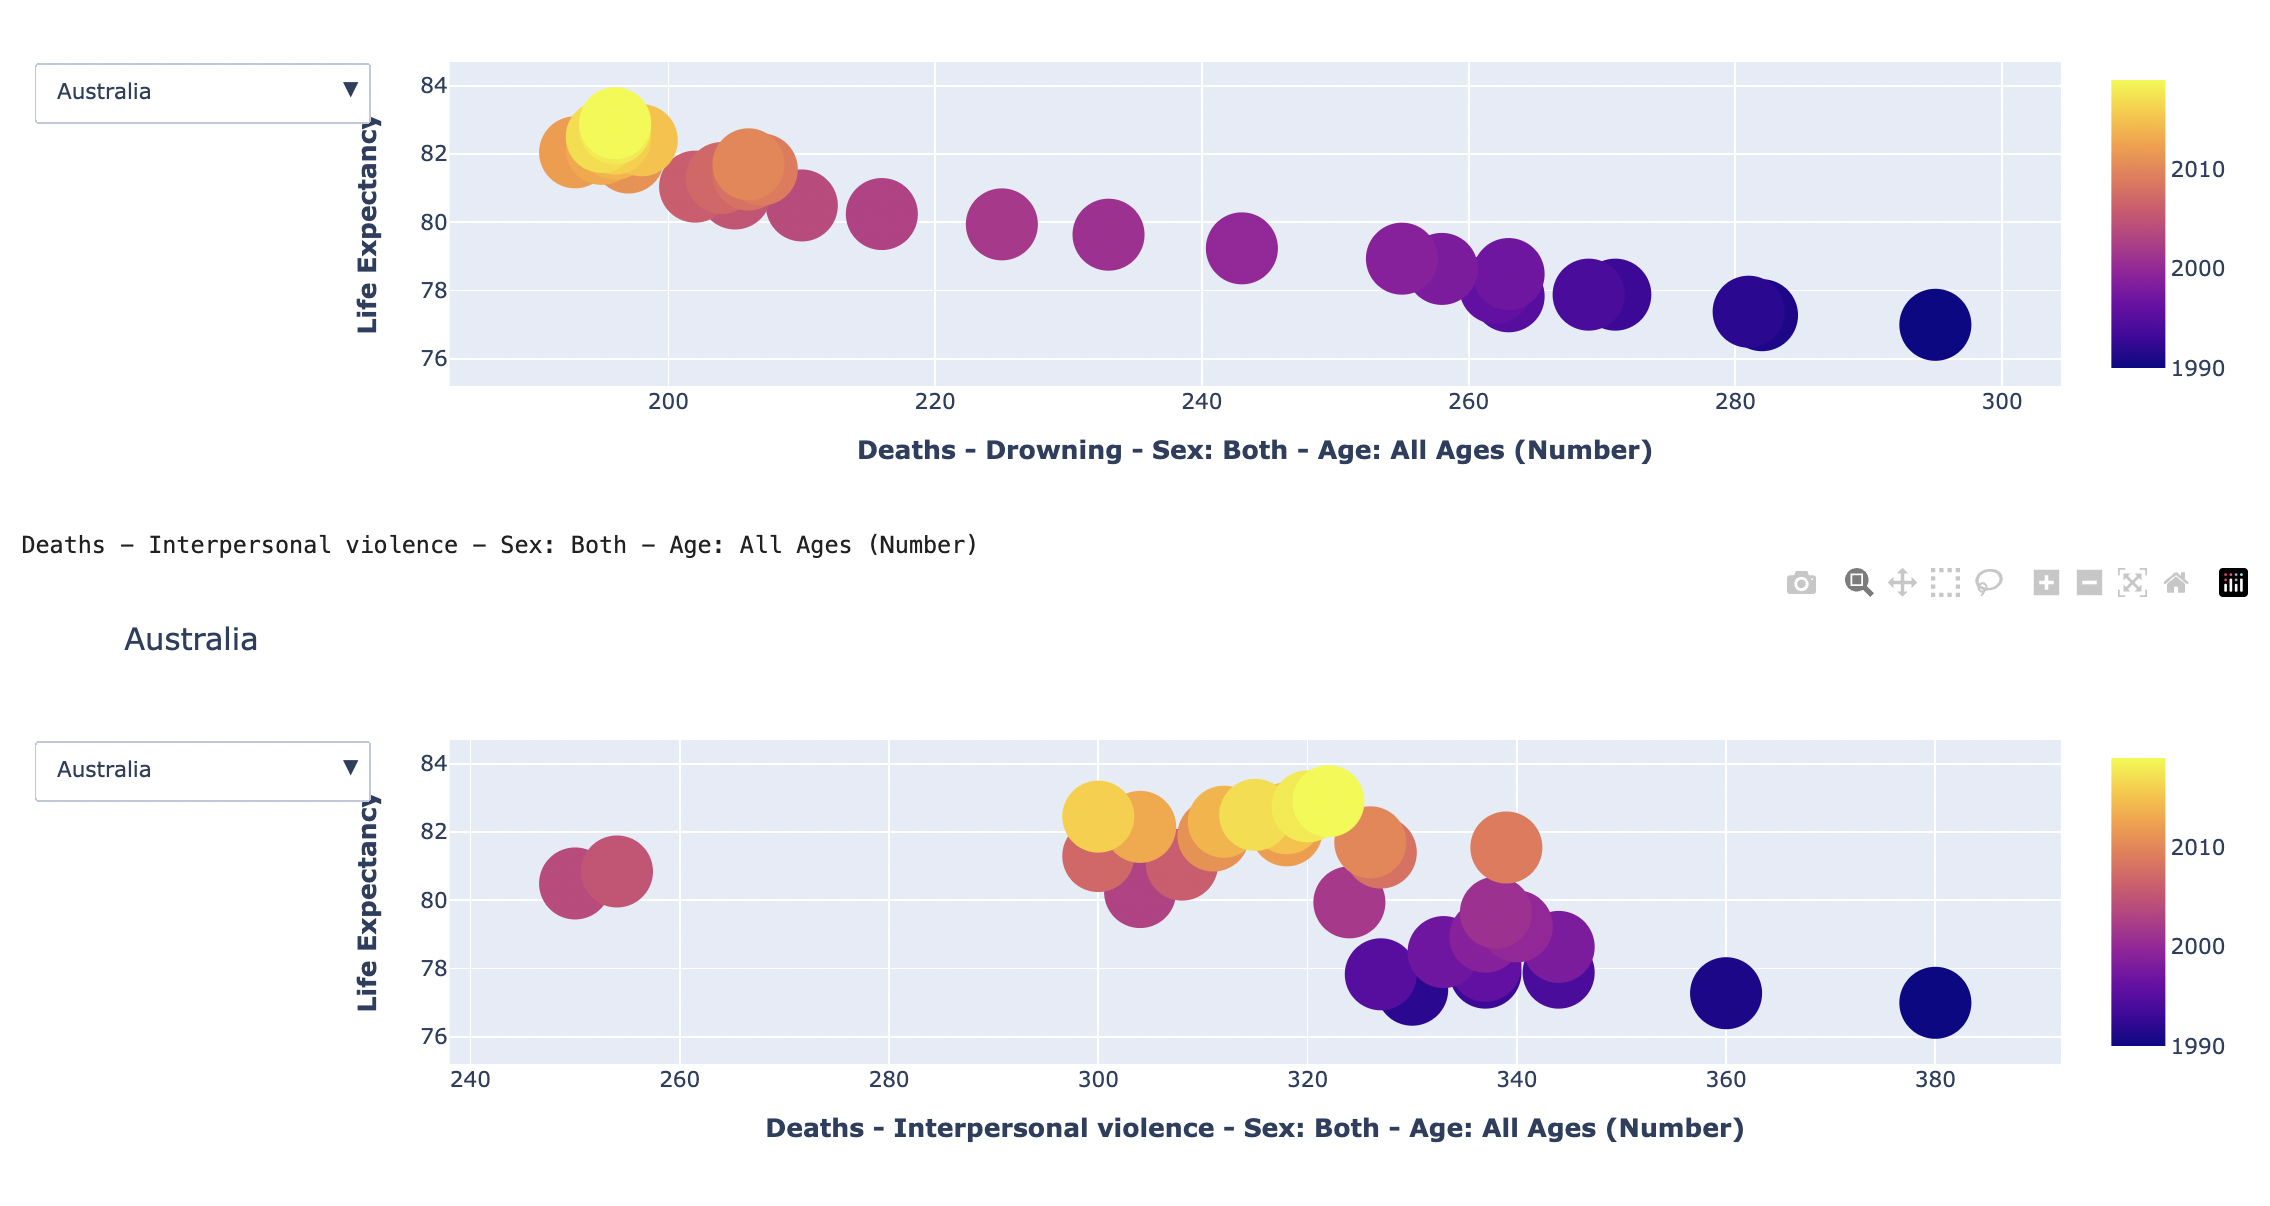 Australia ▼
Life Expectancy
84
82
80
78
76
200 220 240 260 280 300
Deaths - Drowning - Sex: Both - Age: All Ages (Number)
2010
2000
1990
Deaths - Interpersonal violence - Sex: Both - Age: All Ages (Number)
Australia
Australia ▼
Life Expectancy
84
82
80
78
76
240 260 280 300 320 340 360 380
Deaths - Interpersonal violence - Sex: Both - Age: All Ages (Number)
2010
2000
1990